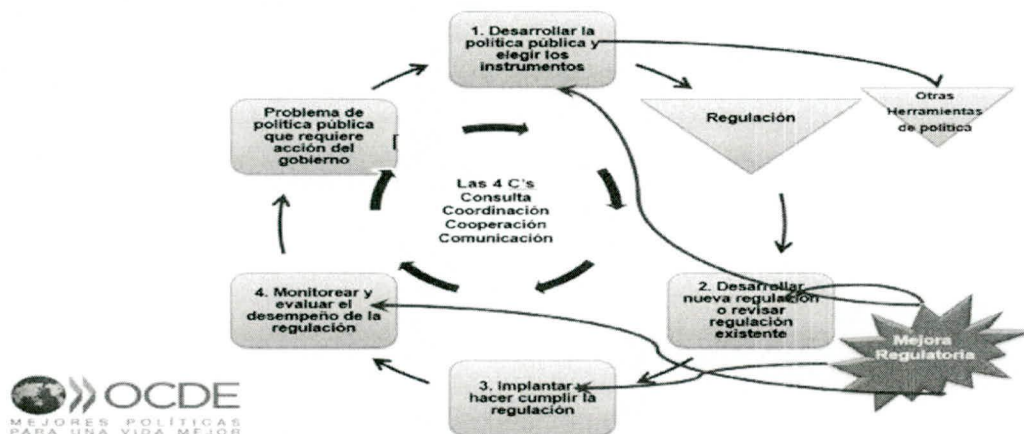 1. Desarrollar la
política pública y
elegir los
instrumentos
Problema de
política pública
que requiere
acción del
gobierno
Regulación
Otras
Herramientas
de política
Las 4 C's
Consulta
Coordinación
Cooperación
Comunicación
2. Desarrollar
nueva regulación
o revisar
regulación
existente
Mejora
Regulatoria
4. Monitorear y
evaluar el
desempeño de la
regulación
3. Implantar
hacer cumplir la
regulación
OCDE
MEJORES POLÍTICAS
PARA UNA VIDA MEJOR